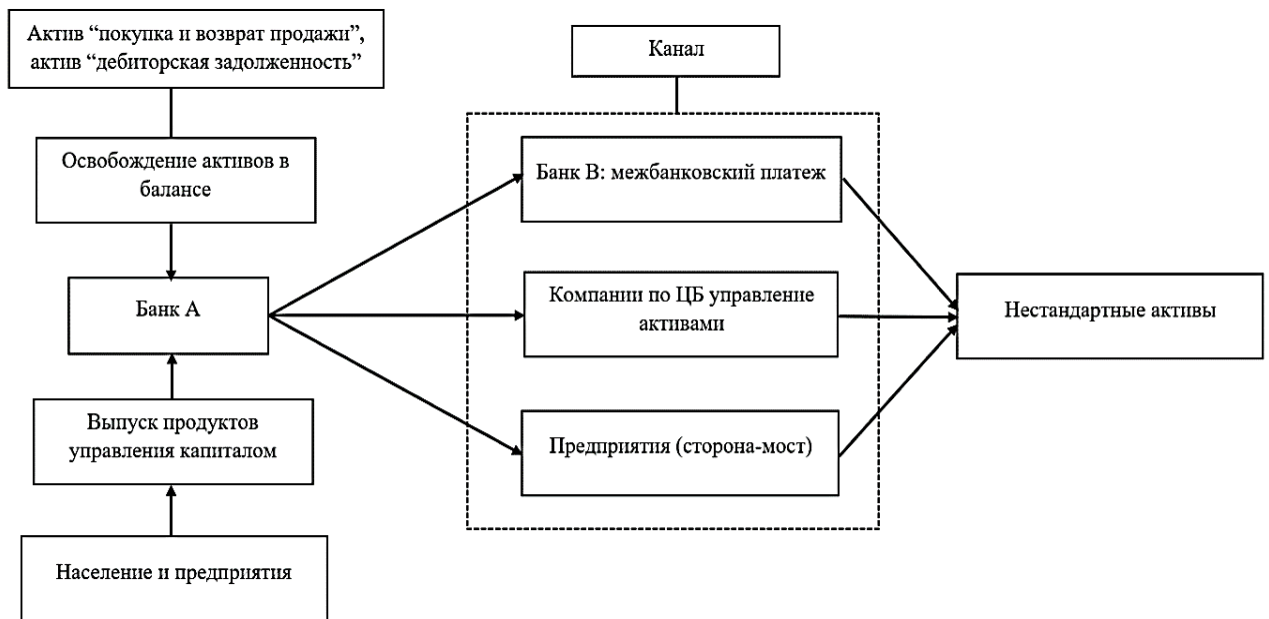 Актив “покупка и возврат продажи”,
актив “дебиторская задолженность”
Освобождение активов в
балансе
Банк А
Выпуск продуктов
управления капиталом
Население и предприятия
Канал
Банк В: межбанковский платеж
Компании по ЦБ управление
активами
Предприятия (сторона-мост)
Нестандартные активы